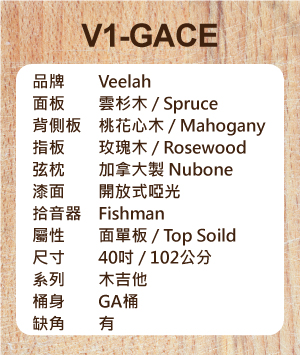 V1-GACE
品牌 Veelah
面板 雲杉木 / Spruce
背側板 桃花心木 / Mahogany
指板 玫瑰木 / Rosewood
弦枕 加拿大製 Nubone
漆面 開放式啞光
拾音器 Fishman
屬性 面單板 / Top Soild
尺寸 40吋 / 102公分
系列 木吉他
桶身 GA桶
缺角 有